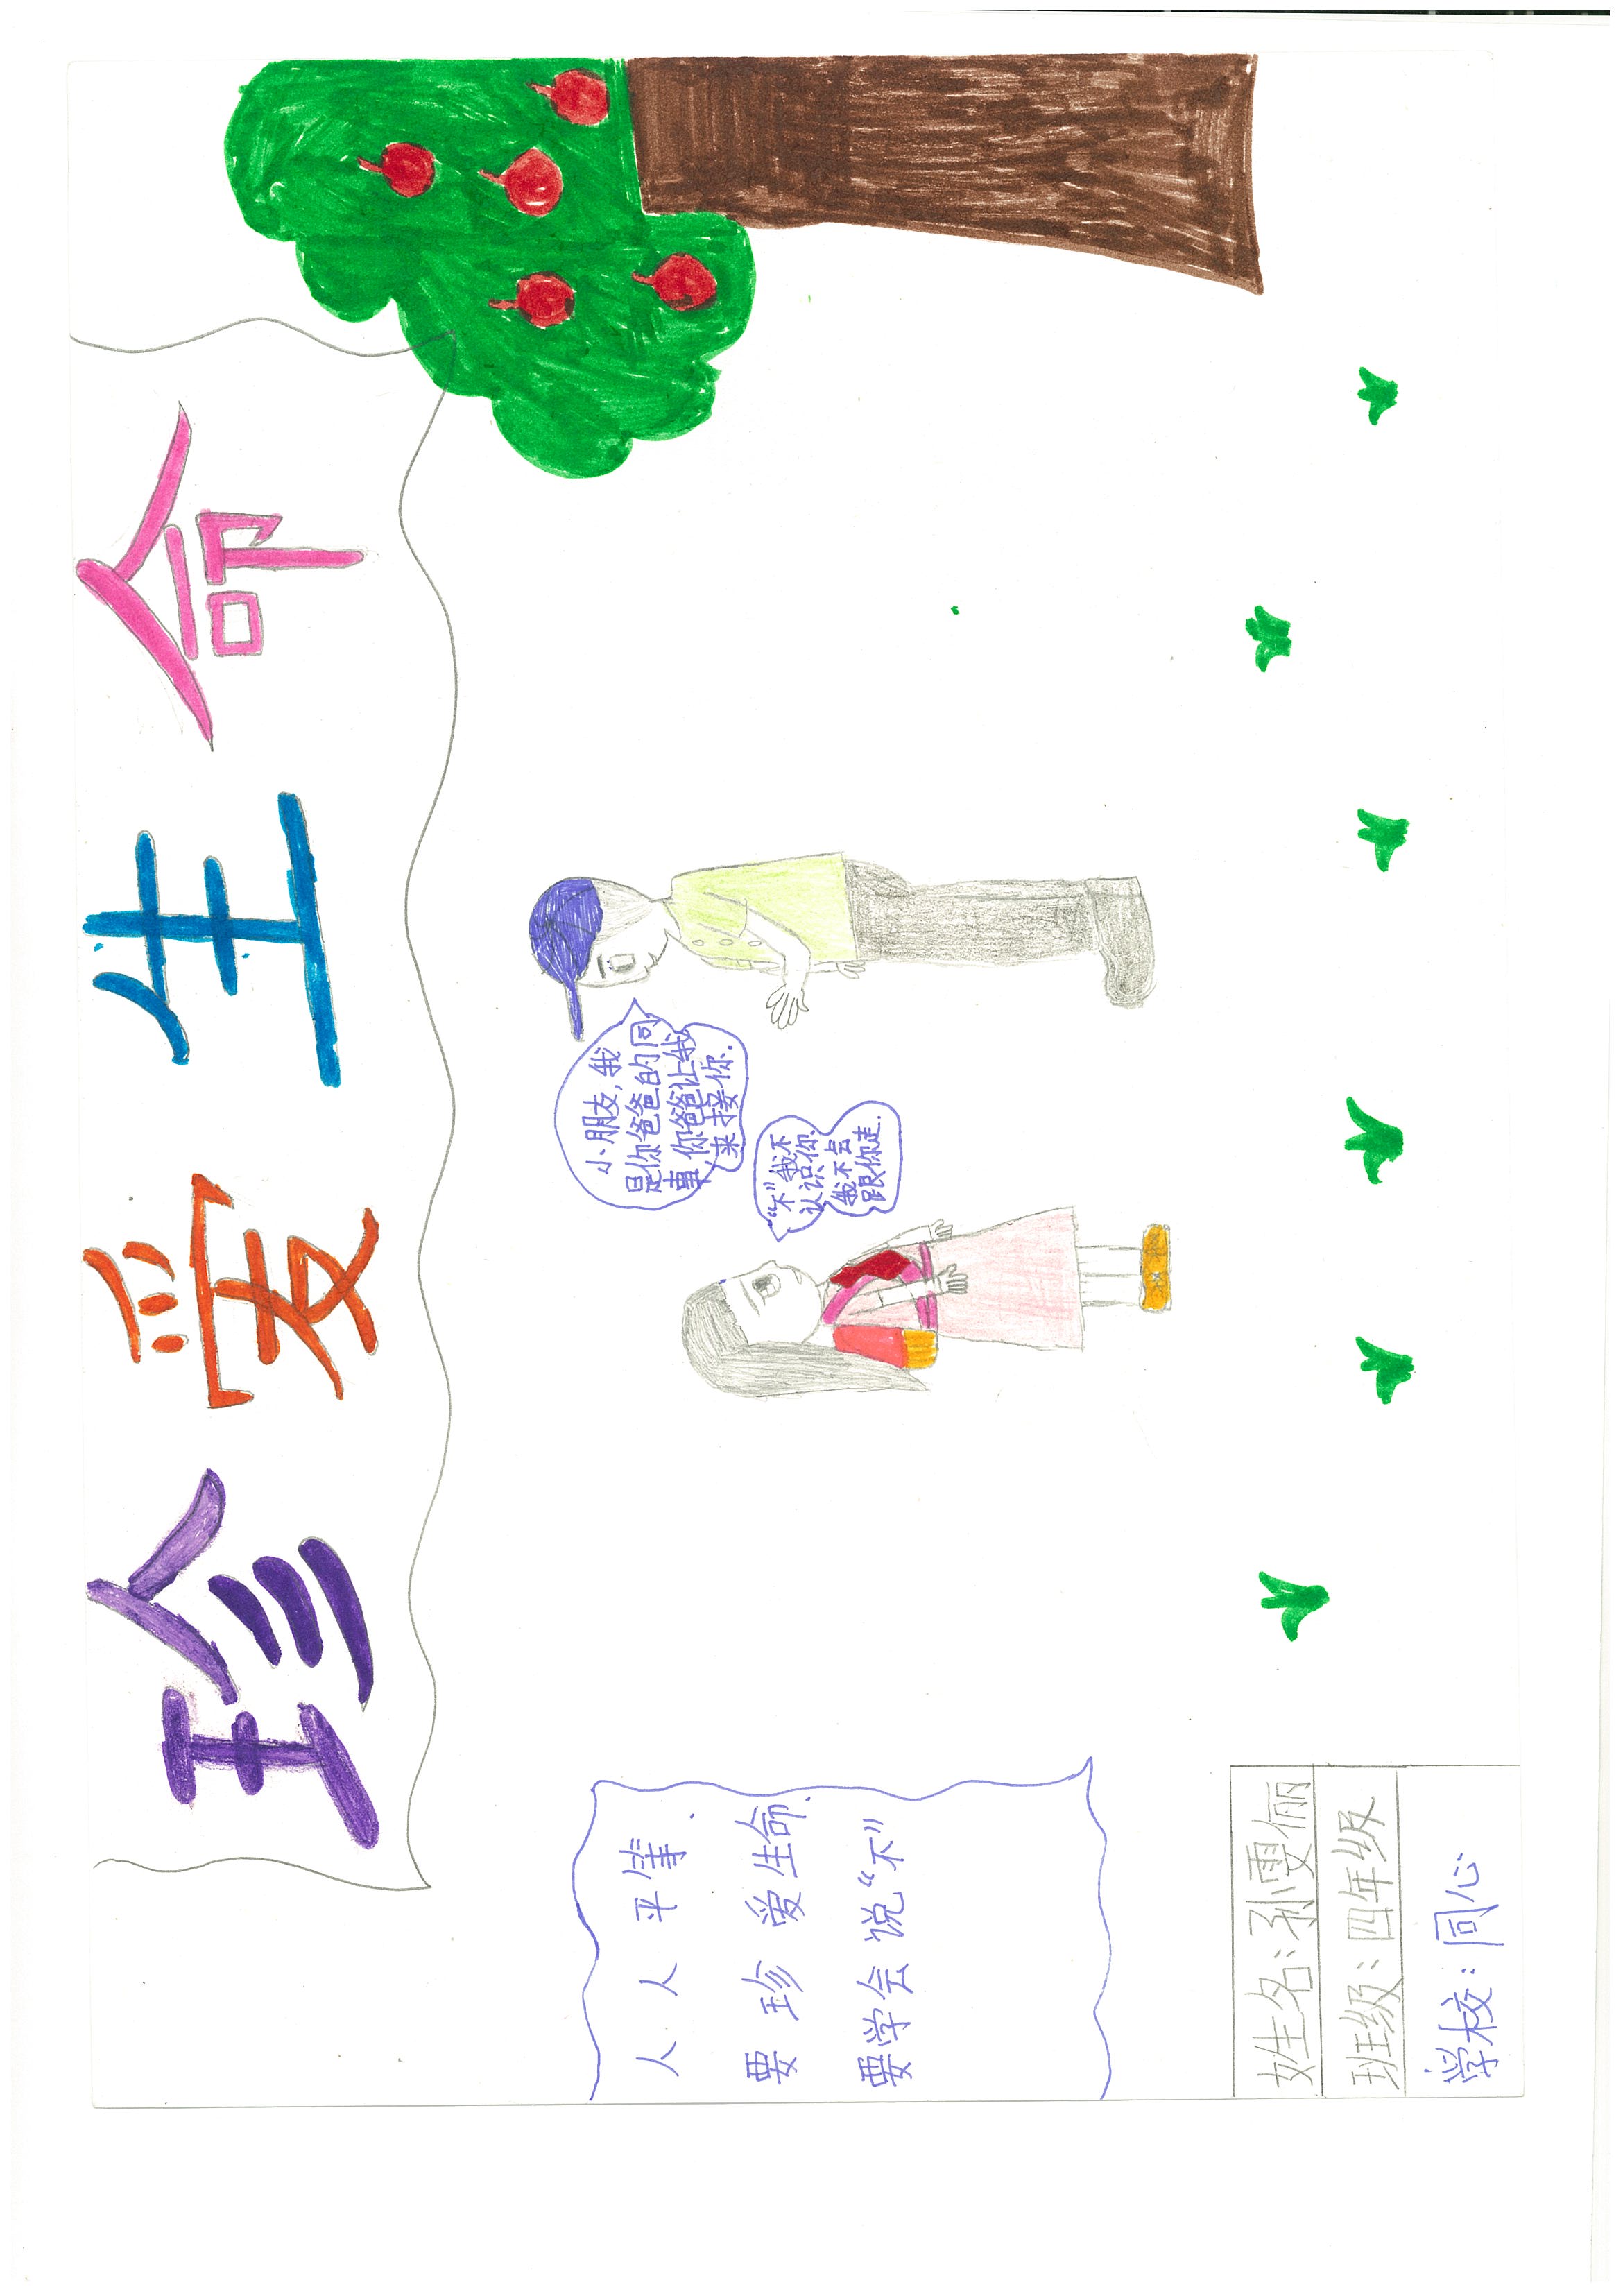 珍爱生命
小朋友,我
是你爸爸的同
事,你爸爸让我
来接你.
“不”我不
认识你.
我不会
跟你走.
人人平等.
要珍爱生命.
要学会说“不”
姓名:孙雯俪
班级:四年级
学校:同心